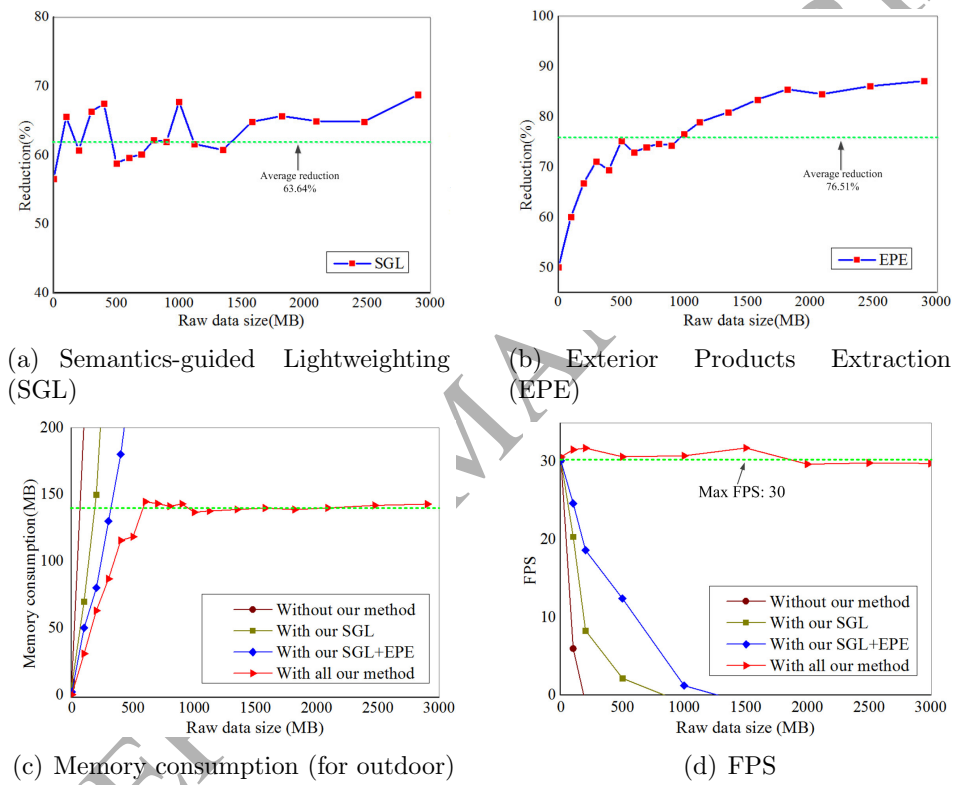 80
70
60
50
40
Reduction(%)
Average reduction
63.64%
SGL
0 500 1000 1500 2000 2500 3000
Raw data size(MB)
(a) Semantics-guided Lightweighting
(SGL)
100
90
80
70
60
50
Reduction(%)
Average reduction
76.51%
EPE
0 500 1000 1500 2000 2500 3000
Raw data size(MB)
(b) Exterior Products Extraction
(EPE)
200
150
100
50
0
Memory consumption(MB)
Without our method
With our SGL
With our SGL+EPE
With all our method
0 500 1000 1500 2000 2500 3000
Raw data size (MB)
(c) Memory consumption (for outdoor)
30
20
10
0
FPS
Max FPS: 30
Without our method
With our SGL
With our SGL+EPE
With all our method
0 500 1000 1500 2000 2500 3000
Raw data size(MB)
(d) FPS